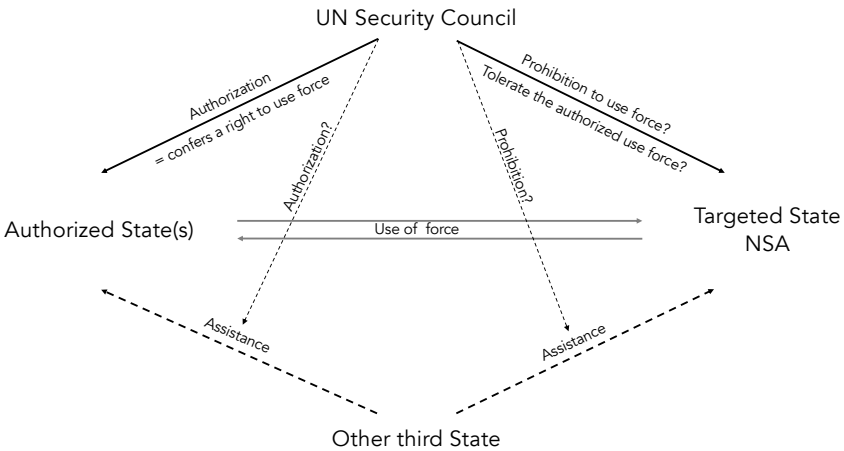 UN Security Council
Authorization
= confers a right to use force
Authorization?
Prohibition to use force?
Tolerate the authorized use force?
Prohibition?
Authorized State(s)
Use of force
Targeted State
NSA
Assistance
Assistance
Other third State